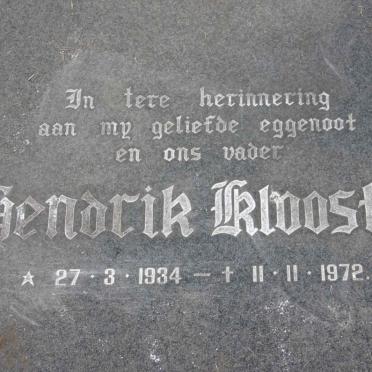 In tere herinnering
aan my geliefde eggenoot
en ons vader
Hendrik Kloost
* 27 · 3 · 1934 — † 11 · 11 · 1972.